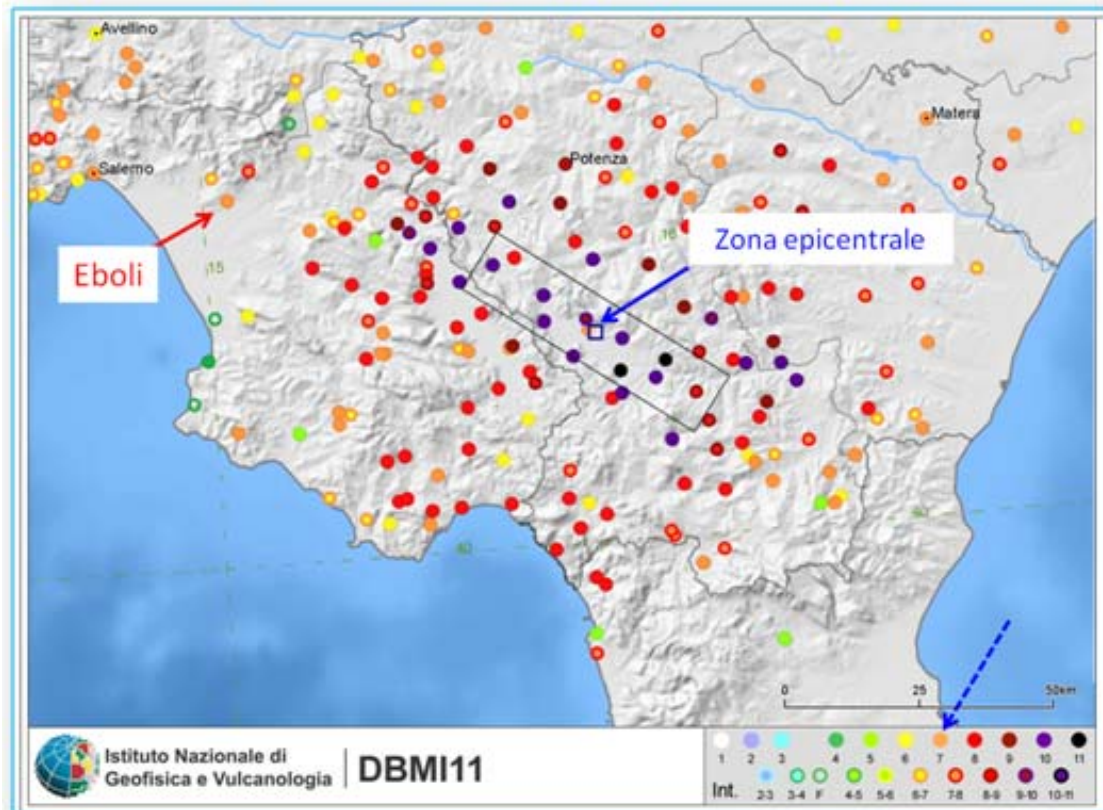 Avellino
Matera
Potenza
Salerno
Eboli
15
16
Zona epicentrale
40
40
0 25 50km
Istituto Nazionale di
Geofisica e Vulcanologia
DBMI11
1 2 3 4 5 6 7 8 9 10 11
Int. 2-3 3-4 F 4-5 5-6 6-7 7-8 8-9 9-10 10-11